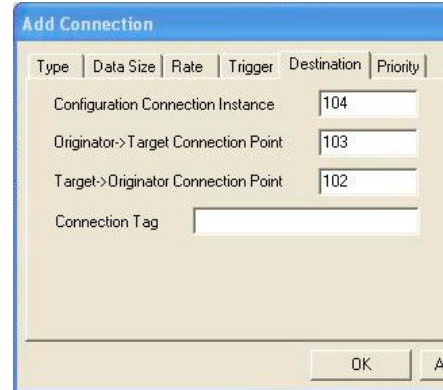 Add Connection
Type Data Size Rate Trigger Destination Priority
Configuration Connection Instance 104
Originator->Target Connection Point 103
Target->Originator Connection Point 102
Connection Tag
OK